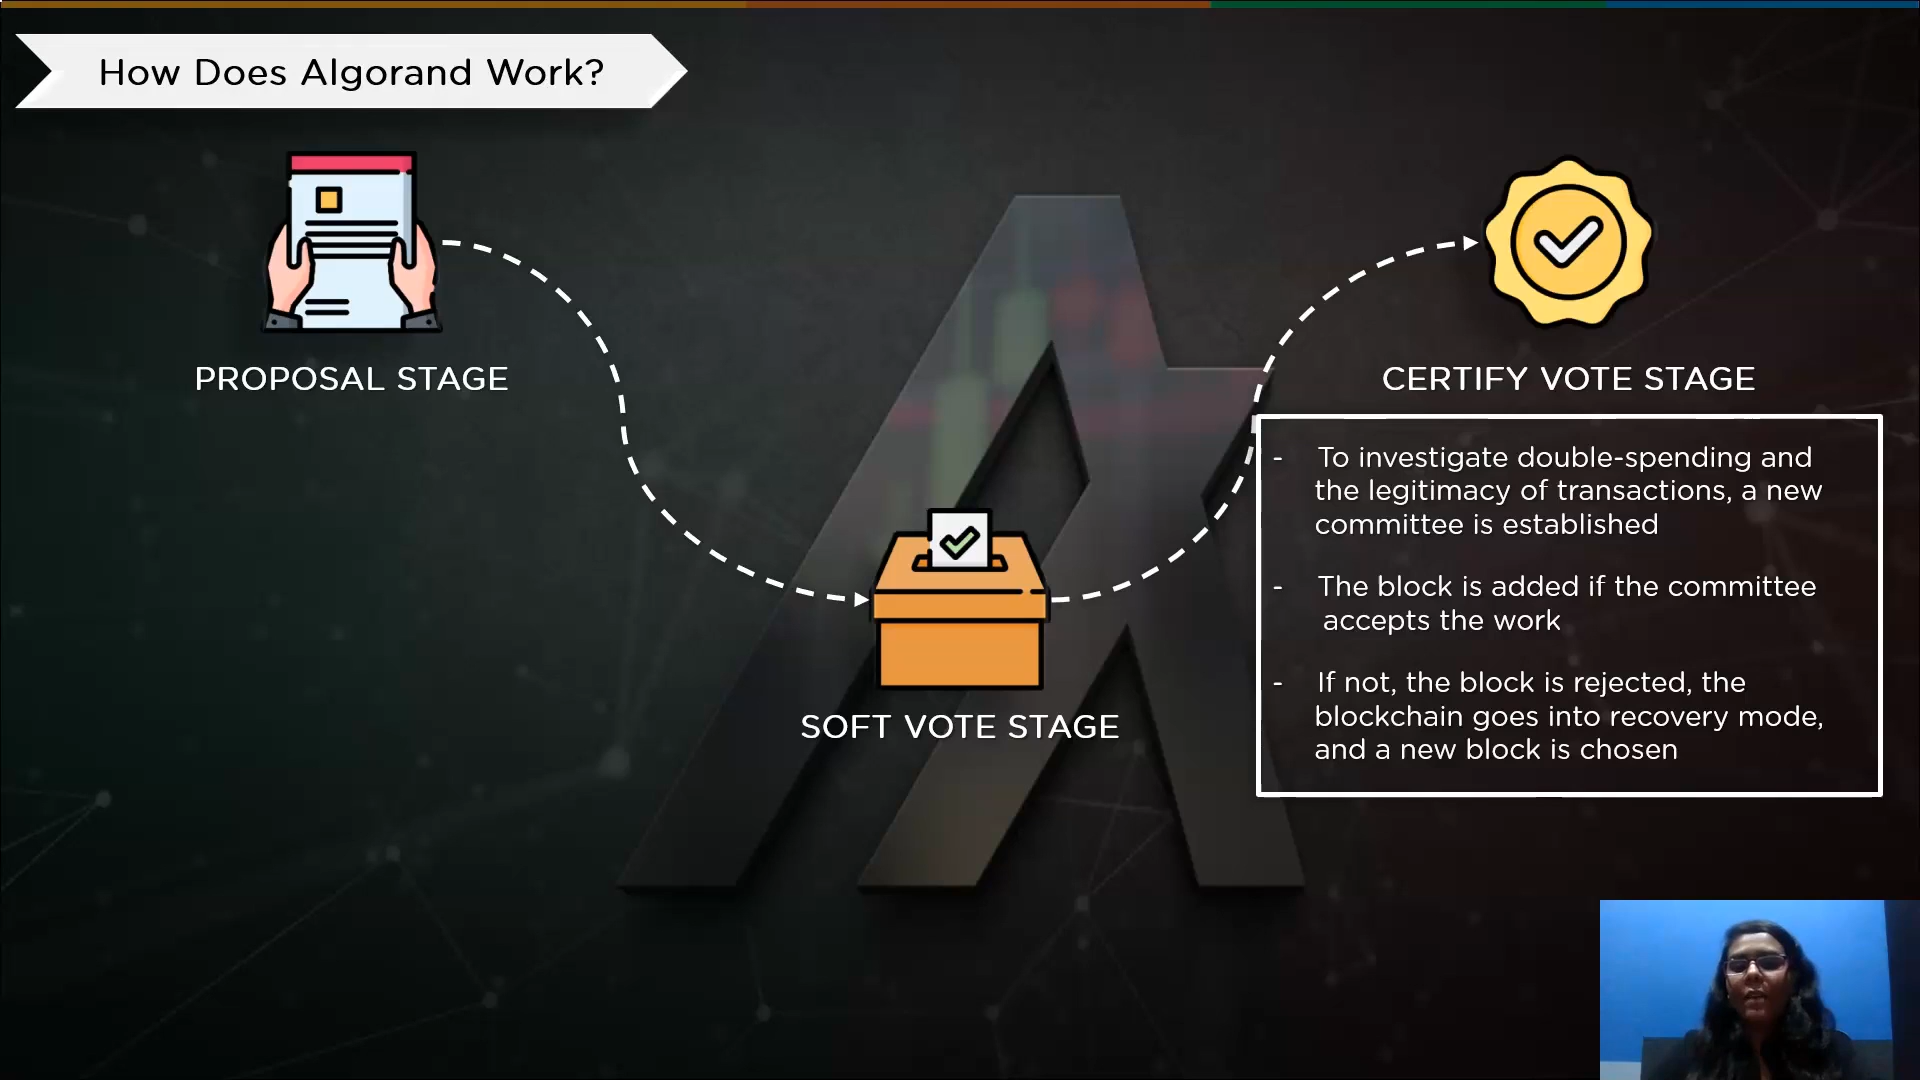 How Does Algorand Work?
PROPOSAL STAGE
SOFT VOTE STAGE
CERTIFY VOTE STAGE
- To investigate double-spending and
the legitimacy of transactions, a new
committee is established
- The block is added if the committee
accepts the work
- If not, the block is rejected, the
blockchain goes into recovery mode,
and a new block is chosen